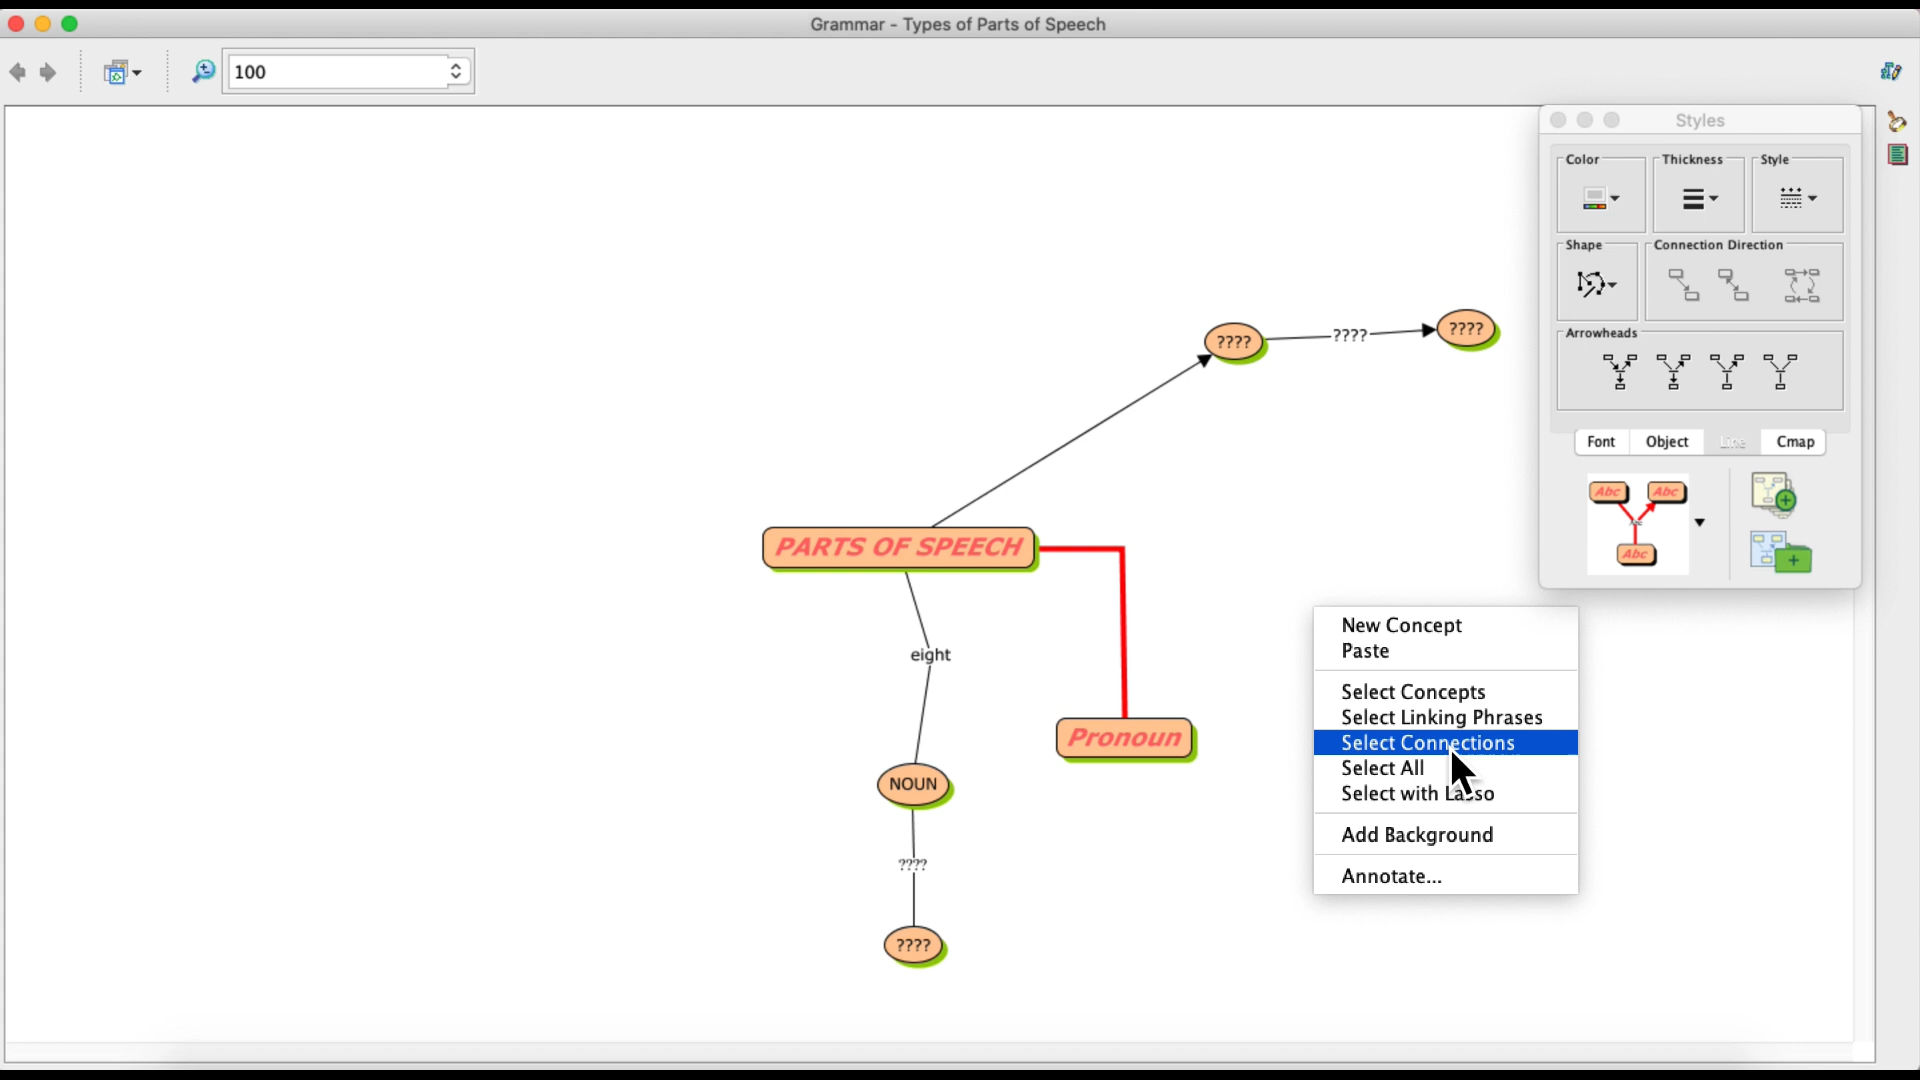 Grammar - Types of Parts of Speech
100
Styles
Color
Thickness
Style
Shape
Connection Direction
Arrowheads
Font
Object
Line
Cmap
Abc
Abc
Abc
????
????
????
PARTS OF SPEECH
eight
Pronoun
NOUN
????
????
New Concept
Paste
Select Concepts
Select Linking Phrases
Select Connections
Select All
Select with Lasso
Add Background
Annotate...